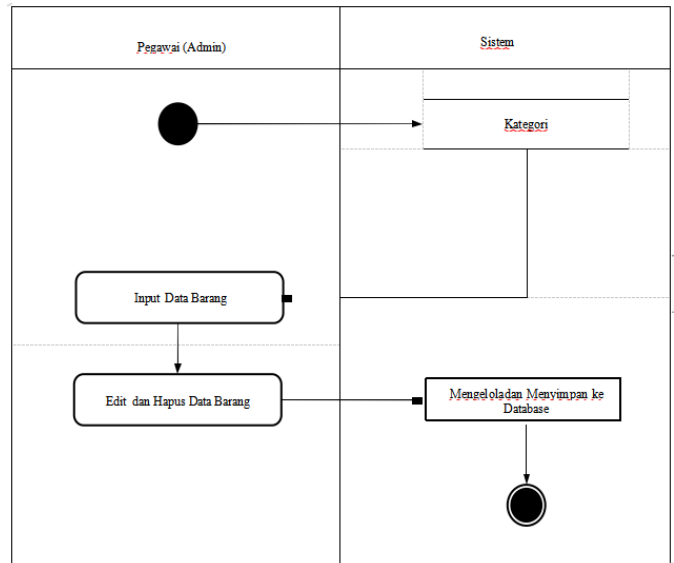 Pegawai (Admin)
Sistem
Kategori
Input Data Barang
Edit dan Hapus Data Barang
Mengeloladan Menyimpan ke
Database